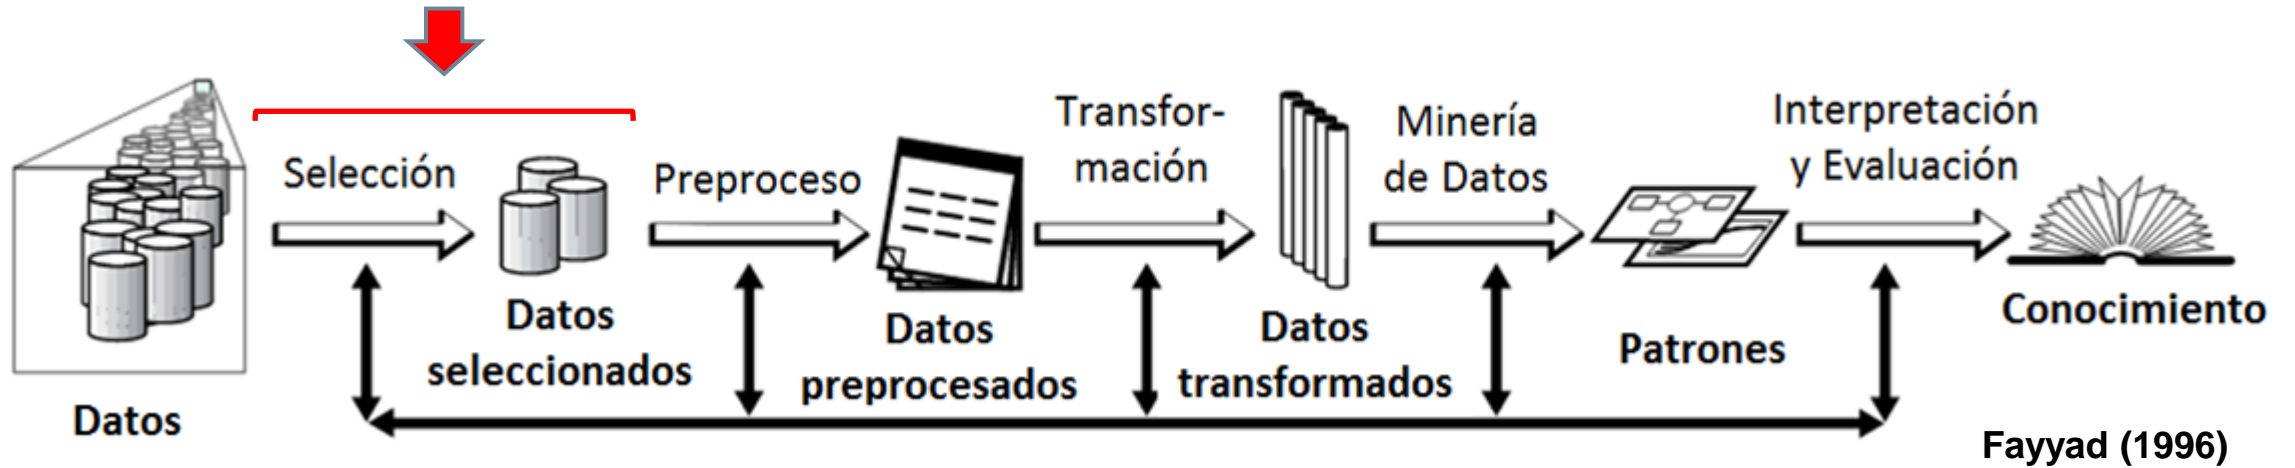 Datos
Selección
Datos
seleccionados
Preproceso
Datos
preprocesados
Transfor-
mación
Datos
transformados
Minería
de Datos
Patrones
Interpretación
y Evaluación
Conocimiento
Fayyad (1996)